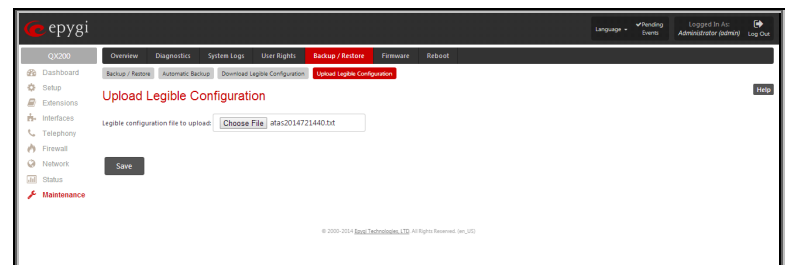 epygi
Language
Pending Events
Logged In As: Administrator (admin)
Log Out
QX200
Overview Diagnostics System Logs User Rights Backup / Restore Firmware Reboot
Dashboard
Setup
Extensions
Interfaces
Telephony
Firewall
Network
Status
Maintenance
Backup / Restore Automatic Backup Download Legible Configuration Upload Legible Configuration
Help
Upload Legible Configuration
Legible configuration file to upload: Choose File atas2014721440.txt
Save
© 2000-2014 Epygi Technologies, LTD. All Rights Reserved. (en_US)